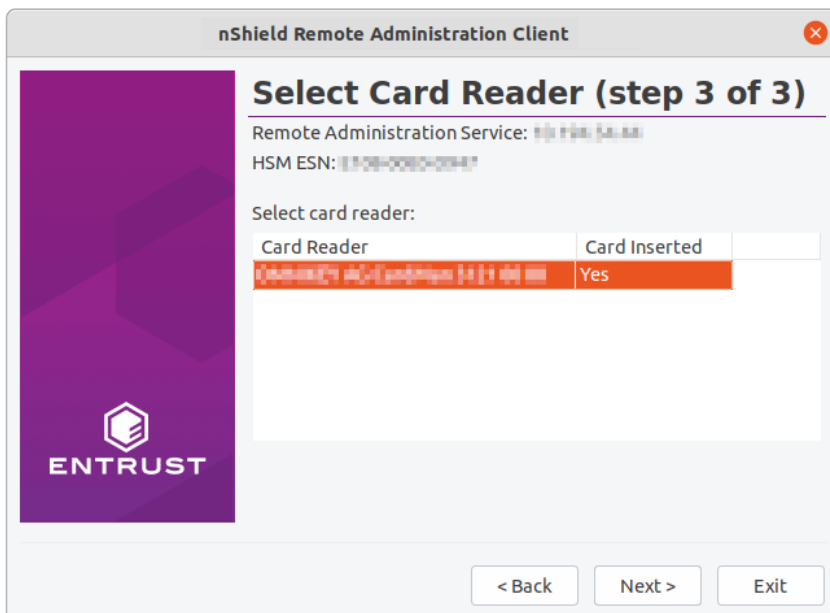 nShield Remote Administration Client
Select Card Reader (step 3 of 3)
Remote Administration Service:
HSM ESN:
Select card reader:
Card Reader Card Inserted
Yes
ENTRUST
< Back Next > Exit